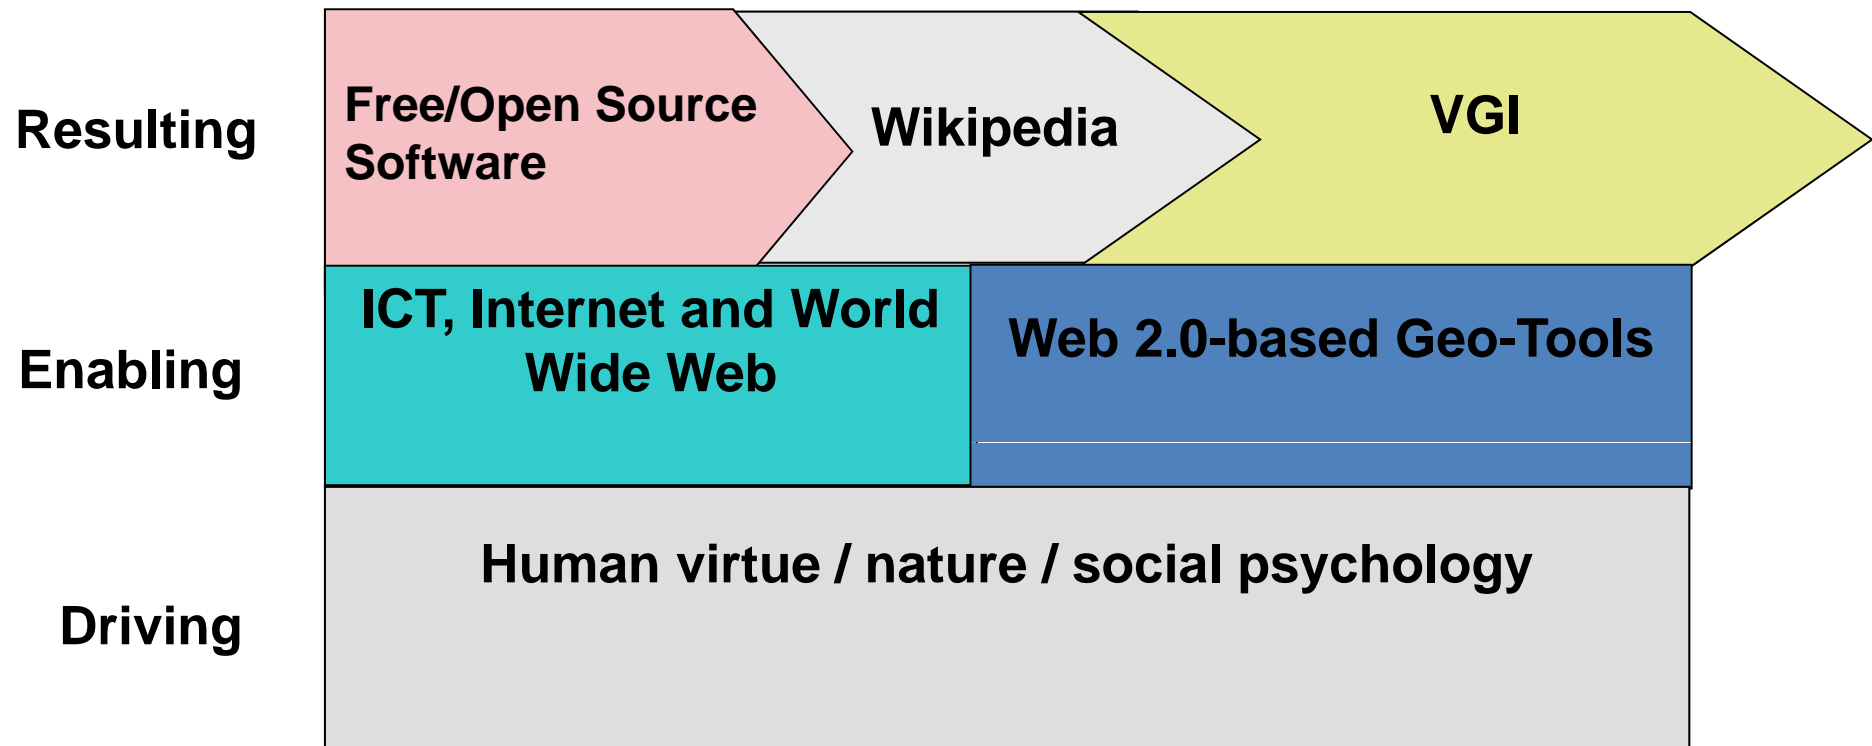 Resulting
Free/Open Source
Software
Wikipedia
VGI
Enabling
ICT, Internet and World
Wide Web
Web 2.0-based Geo-Tools
Driving
Human virtue / nature / social psychology